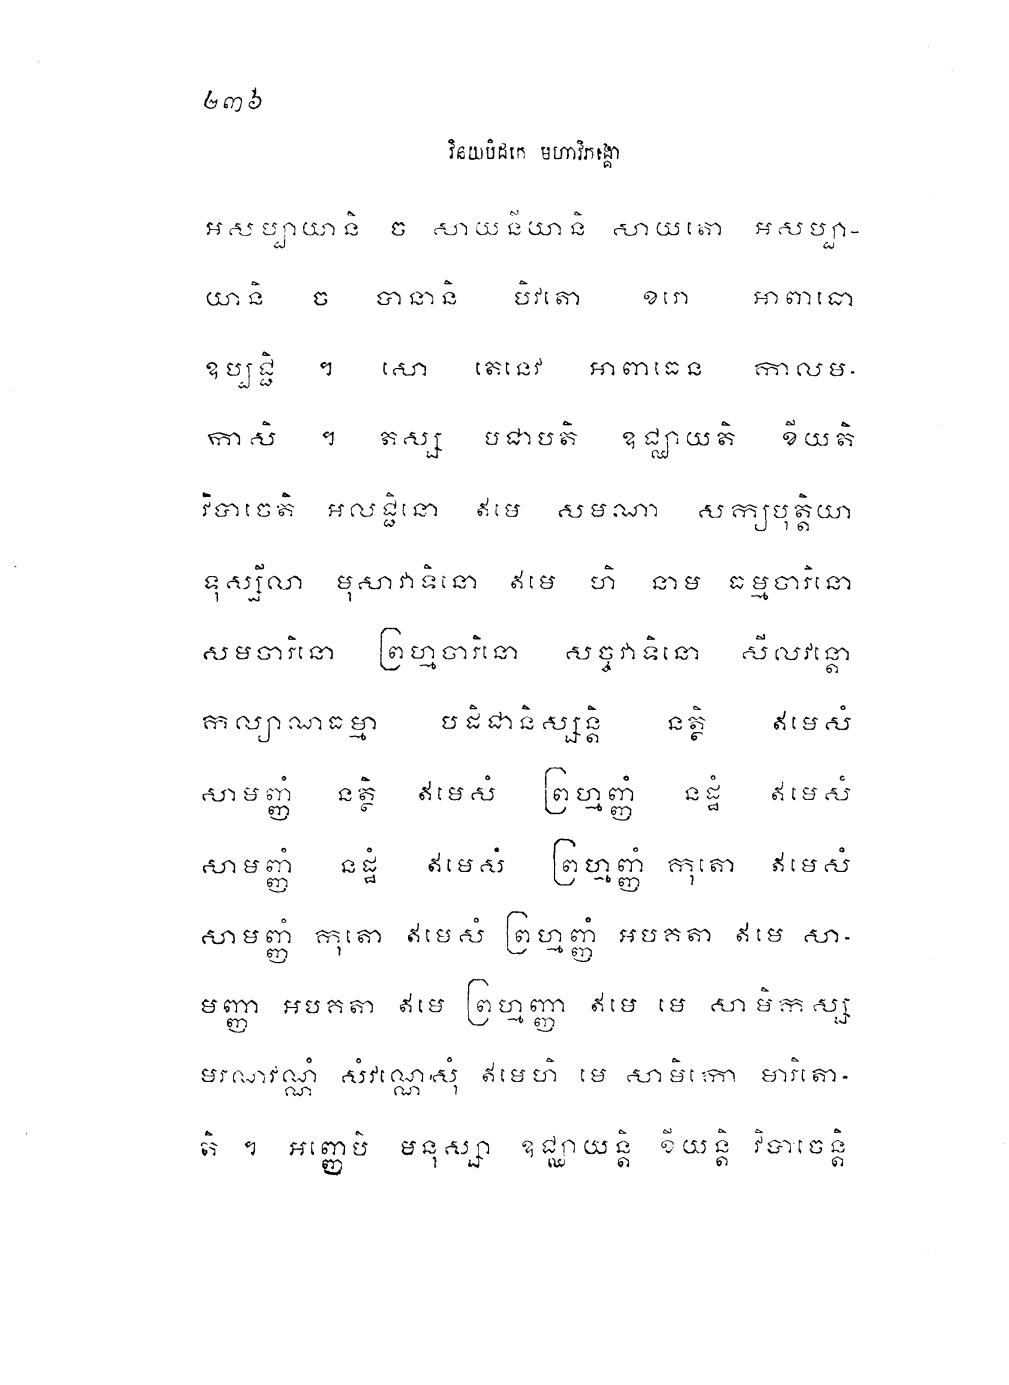 ២៣៦
វិនយបិដកេ មហាវិភង្គោ
អសប្បាយានិ ច សាយនីយានិ សាយតោ អសប្បា-
យានិ ច បានានិ បិវតោ ខរោ អាពាធោ
ឧប្បជ្ជិ ។ សោ តេនេវ អាពាធេន កាលម-
កាសិ ។ តស្ស បជាបតិ ឧជ្ឈាយតិ ខីយតិ
វិបាចេតិ អលជ្ជិនោ ឥមេ សមណា សក្យបុត្តិយា
ទុស្សីលា មុសាវាទិនោ ឥមេ ហិ នាម ធម្មចារិនោ
សមចារិនោ ព្រហ្មចារិនោ សច្ចវាទិនោ សីលវន្តោ
កល្យាណធម្មា បដិជានិស្សន្តិ នត្ថិ ឥមេសំ
សាមញ្ញំ នត្ថិ ឥមេសំ ព្រហ្មញ្ញំ នដ្ឋំ ឥមេសំ
សាមញ្ញំ នដ្ឋំ ឥមេសំ ព្រហ្មញ្ញំ កុតោ ឥមេសំ
សាមញ្ញំ កុតោ ឥមេសំ ព្រហ្មញ្ញំ អបកតា ឥមេ សា-
មញ្ញា អបកតា ឥមេ ព្រហ្មញ្ញា ឥមេ មេ សាមិកស្ស
មរណវណ្ណំ សំវណ្ណេសុំ ឥមេហិ មេ សាមិកោ មារិតោ-
តិ ។ អញ្ញេបិ មនុស្សា ឧជ្ឈាយន្តិ ខីយន្តិ វិបាចេន្តិ